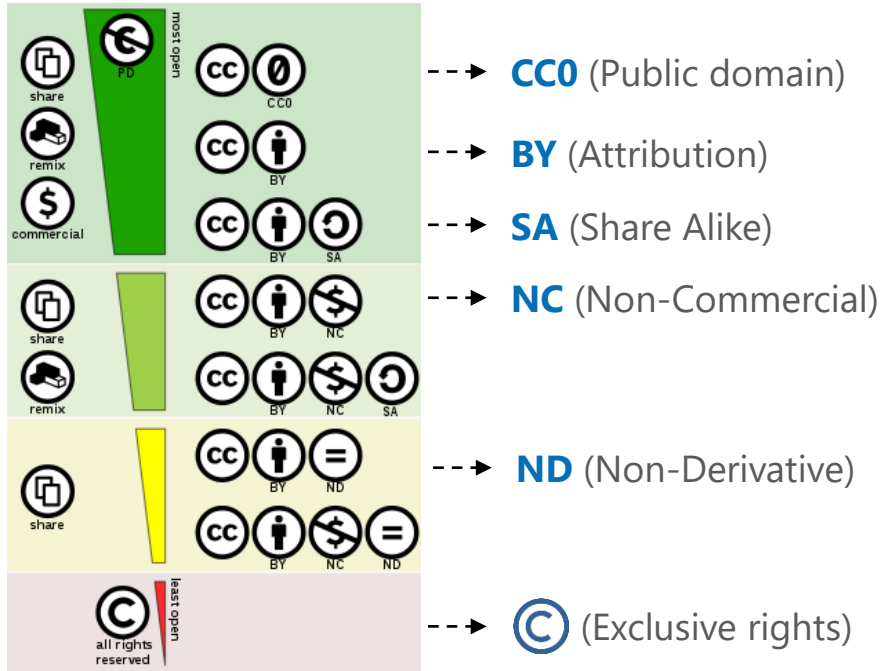 most open
PD
share
cc
CC0
CC0 (Public domain)
remix
cc
BY
BY (Attribution)
$
commercial
cc
BY
SA
SA (Share Alike)
share
cc
$
BY
NC
NC (Non-Commercial)
remix
cc
$
BY
NC
SA
share
cc
=
BY
ND
ND (Non-Derivative)
cc
$
=
BY
NC
ND
least open
©
all rights
reserved
© (Exclusive rights)